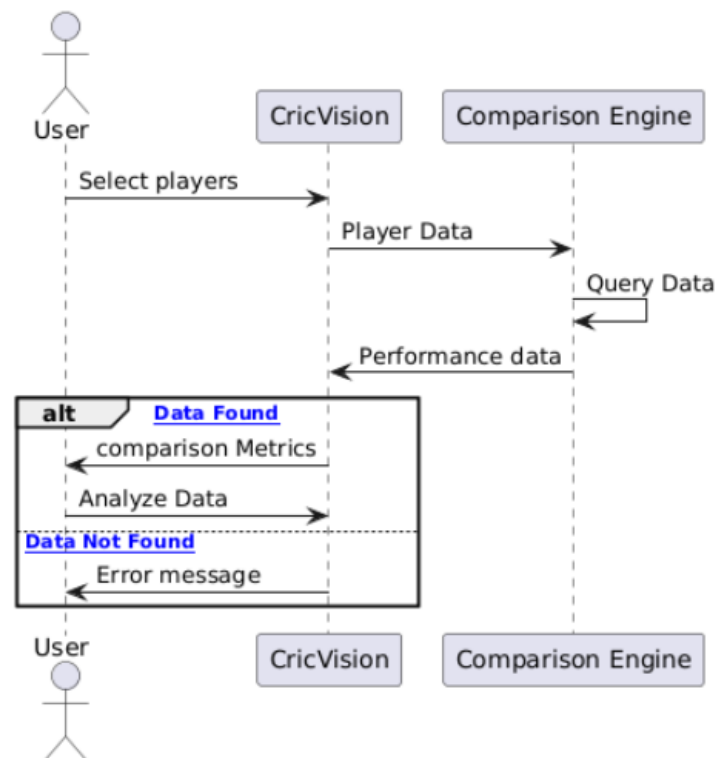 User
CricVision
Comparison Engine
Select players
Player Data
Query Data
Performance data
alt
Data Found
comparison Metrics
Analyze Data
Data Not Found
Error message
User
CricVision
Comparison Engine